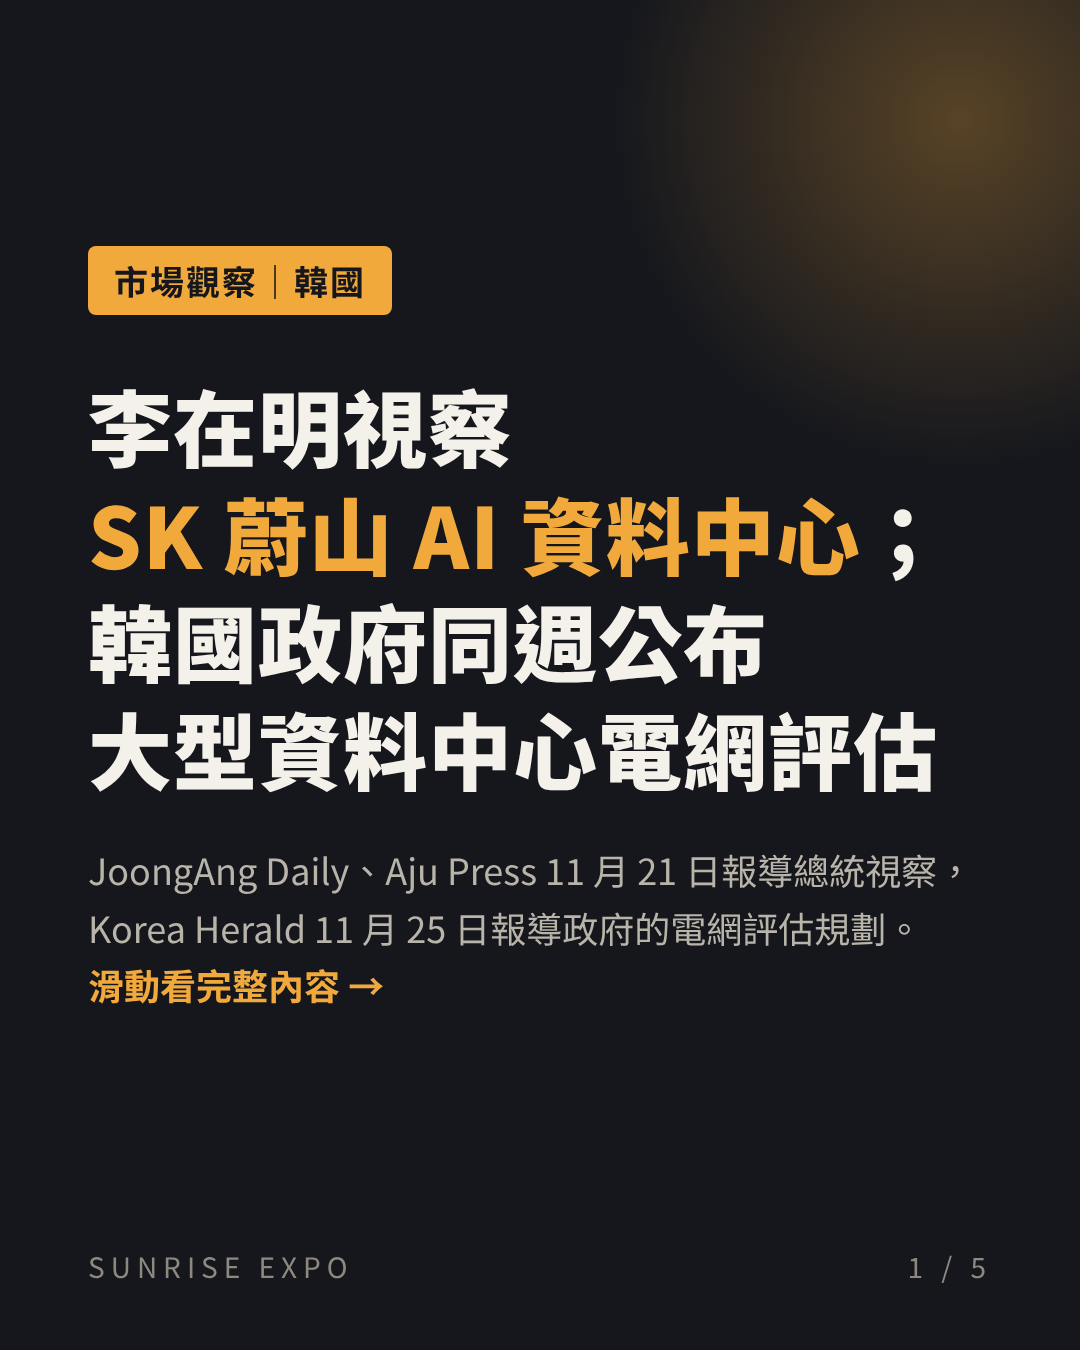 市場觀察｜韓國
李在明視察
SK 蔚山 AI 資料中心；
韓國政府同週公布
大型資料中心電網評估
JoongAng Daily、Aju Press 11 月 21 日報導總統視察，
Korea Herald 11 月 25 日報導政府的電網評估規劃。
滑動看完整內容 →
SUNRISE EXPO
1 / 5